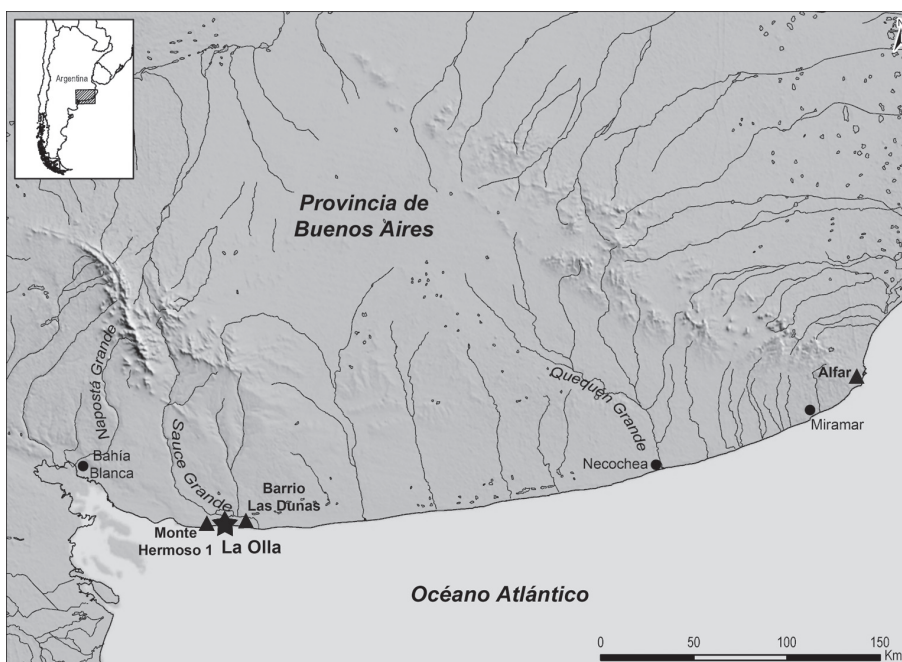 N
Argentina
Provincia de
Buenos Aires
Napostá Grande
Sauce Grande
Quequén Grande
Alfar
Miramar
Necochea
Bahía
Blanca
Barrio
Las Dunas
Monte
Hermoso 1
La Olla
Océano Atlántico
0 50 100 150
Km